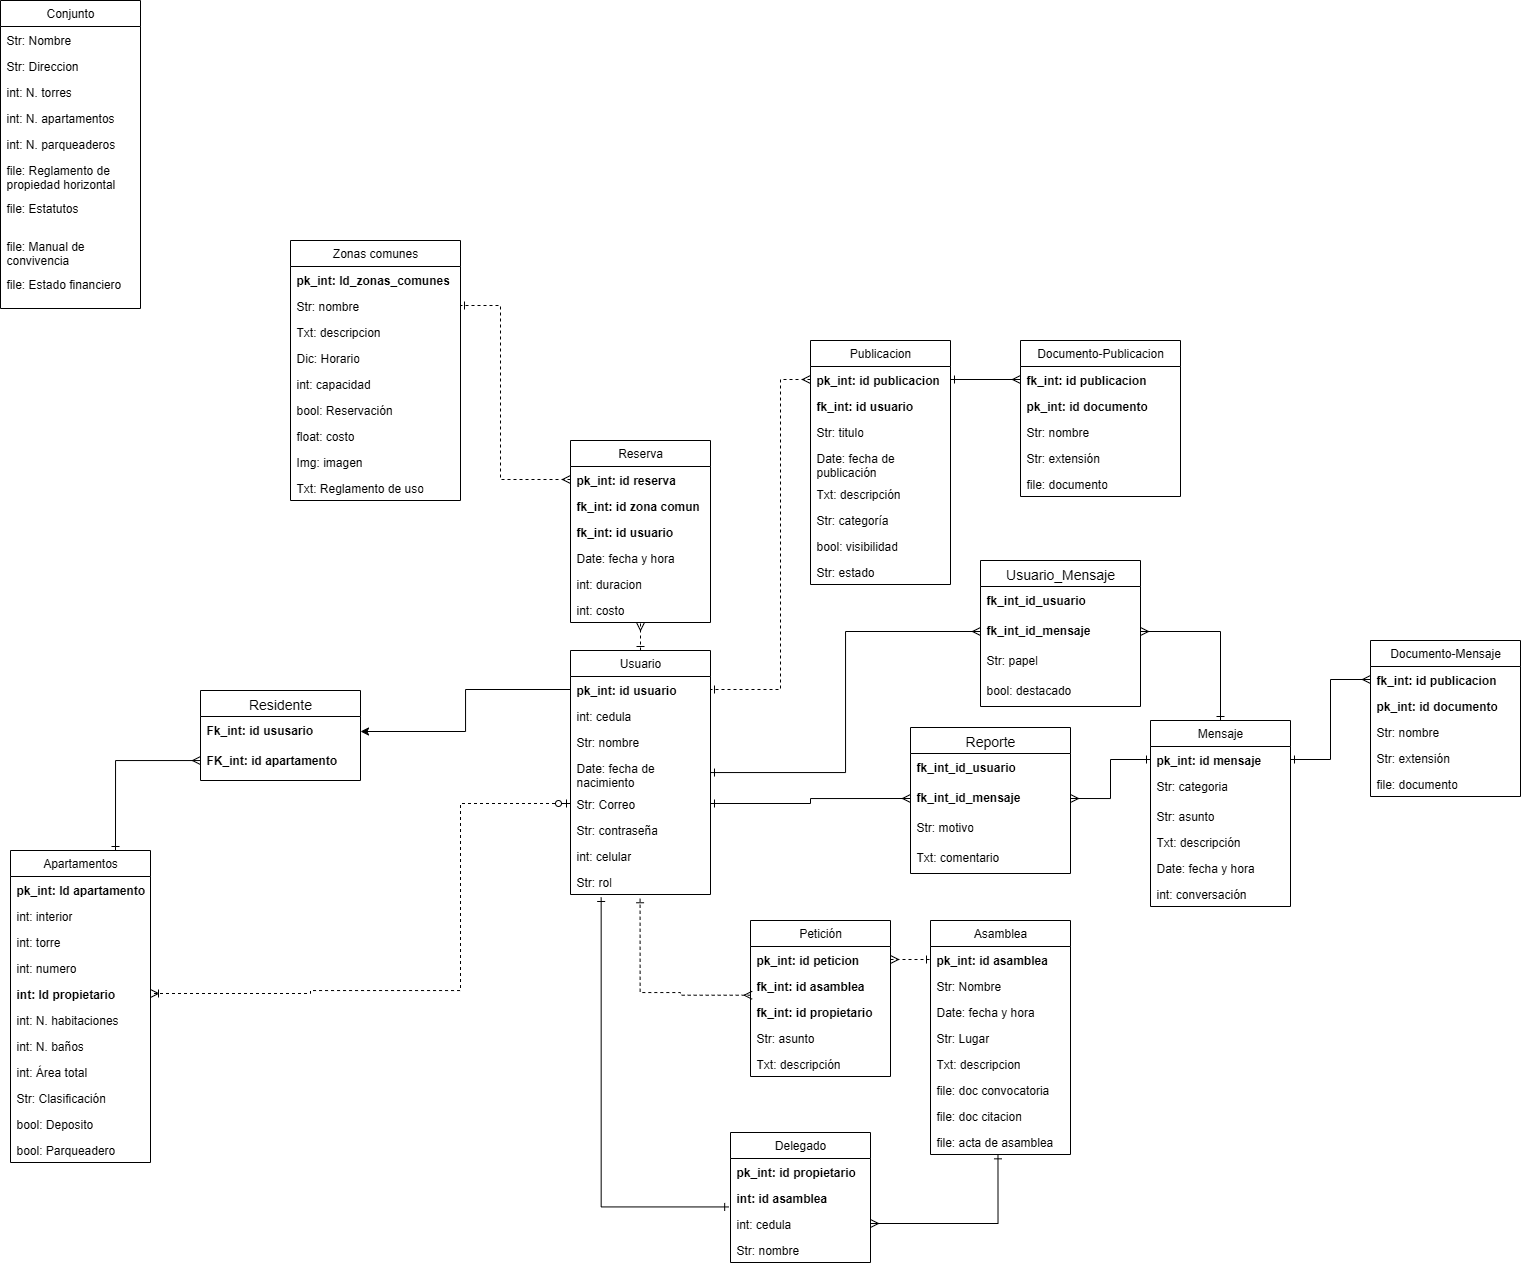 Conjunto
Str: Nombre
Str: Direccion
int: N. torres
int: N. apartamentos
int: N. parqueaderos
file: Reglamento de
propiedad horizontal
file: Estatutos
file: Manual de
convivencia
file: Estado financiero
Zonas comunes
pk_int: Id_zonas_comunes
Str: nombre
Txt: descripcion
Dic: Horario
int: capacidad
bool: Reservación
float: costo
Img: imagen
Txt: Reglamento de uso
Reserva
pk_int: id reserva
fk_int: id zona comun
fk_int: id usuario
Date: fecha y hora
int: duracion
int: costo
Publicacion
pk_int: id publicacion
fk_int: id usuario
Str: titulo
Date: fecha de
publicación
Txt: descripción
Str: categoría
bool: visibilidad
Str: estado
Documento-Publicacion
fk_int: id publicacion
pk_int: id documento
Str: nombre
Str: extensión
file: documento
Usuario_Mensaje
fk_int_id_usuario
fk_int_id_mensaje
Str: papel
bool: destacado
Documento-Mensaje
fk_int: id publicacion
pk_int: id documento
Str: nombre
Str: extensión
file: documento
Usuario
pk_int: id usuario
int: cedula
Str: nombre
Date: fecha de
nacimiento
Str: Correo
Str: contraseña
int: celular
Str: rol
Residente
Fk_int: id ususario
FK_int: id apartamento
Reporte
fk_int_id_usuario
fk_int_id_mensaje
Str: motivo
Txt: comentario
Mensaje
pk_int: id mensaje
Str: categoria
Str: asunto
Txt: descripción
Date: fecha y hora
int: conversación
Apartamentos
pk_int: Id apartamento
int: interior
int: torre
int: numero
int: Id propietario
int: N. habitaciones
int: N. baños
int: Área total
Str: Clasificación
bool: Deposito
bool: Parqueadero
Petición
pk_int: id peticion
fk_int: id asamblea
fk_int: id propietario
Str: asunto
Txt: descripción
Asamblea
pk_int: id asamblea
Str: Nombre
Date: fecha y hora
Str: Lugar
Txt: descripcion
file: doc convocatoria
file: doc citacion
file: acta de asamblea
Delegado
pk_int: id propietario
int: id asamblea
int: cedula
Str: nombre